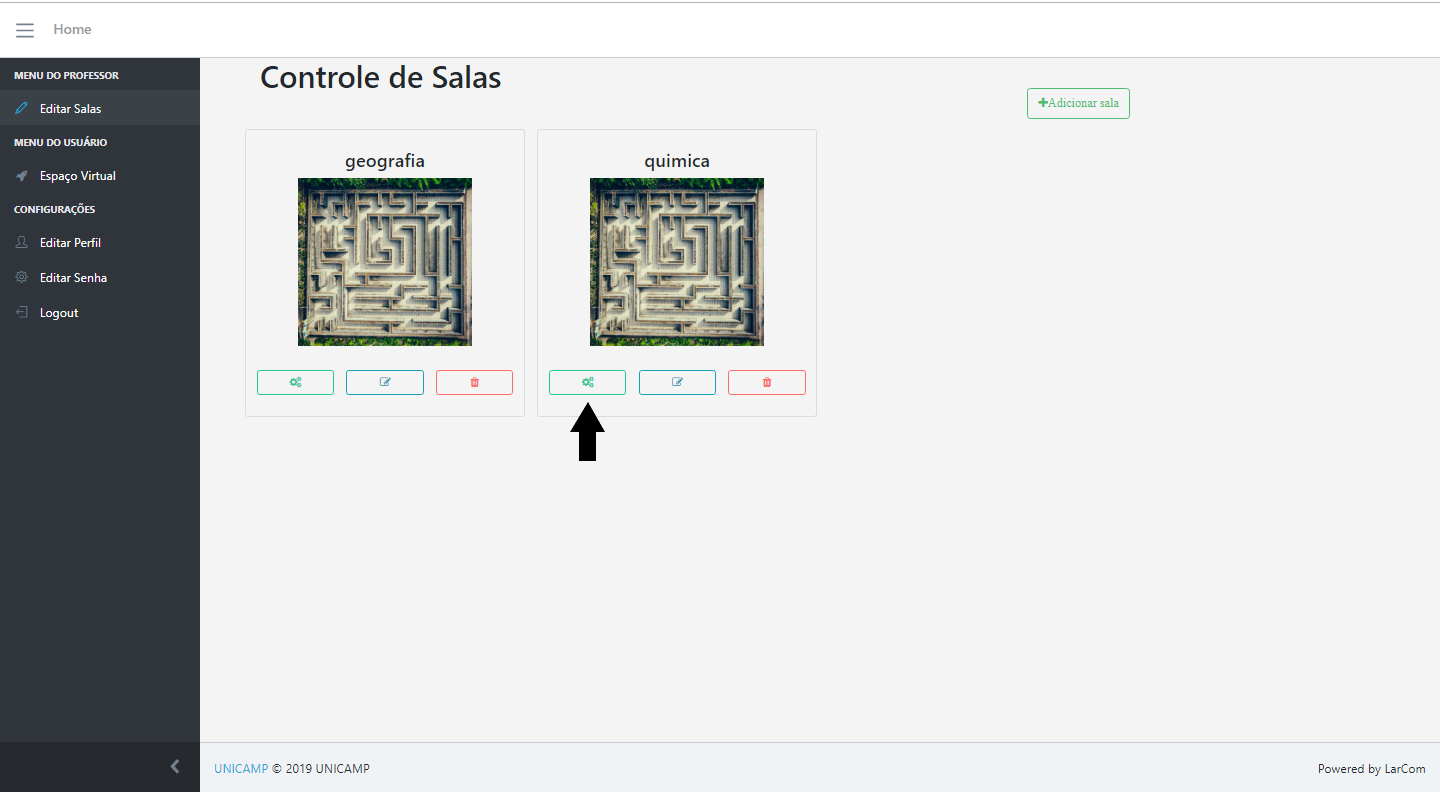 Home
MENU DO PROFESSOR
Editar Salas
MENU DO USUÁRIO
Espaço Virtual
CONFIGURAÇÕES
Editar Perfil
Editar Senha
Logout
Controle de Salas
Adicionar sala
geografia
quimica
UNICAMP © 2019 UNICAMP
Powered by LarCom